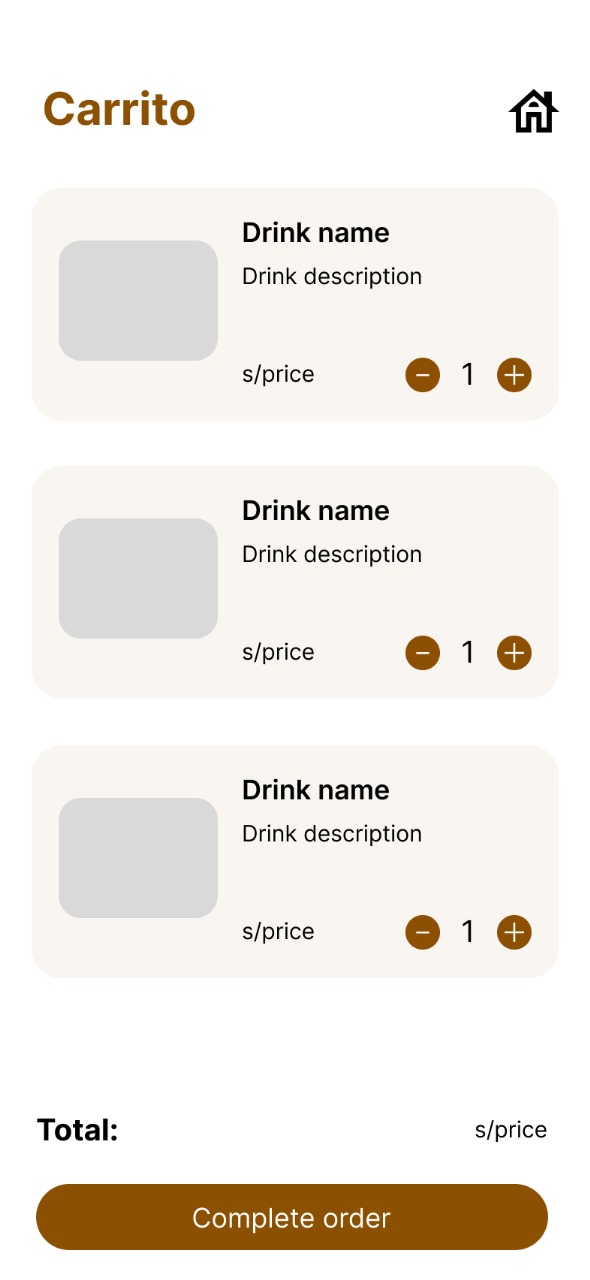 Carrito
Drink name
Drink description
s/price
1
Drink name
Drink description
s/price
1
Drink name
Drink description
s/price
1
Total: s/price
Complete order